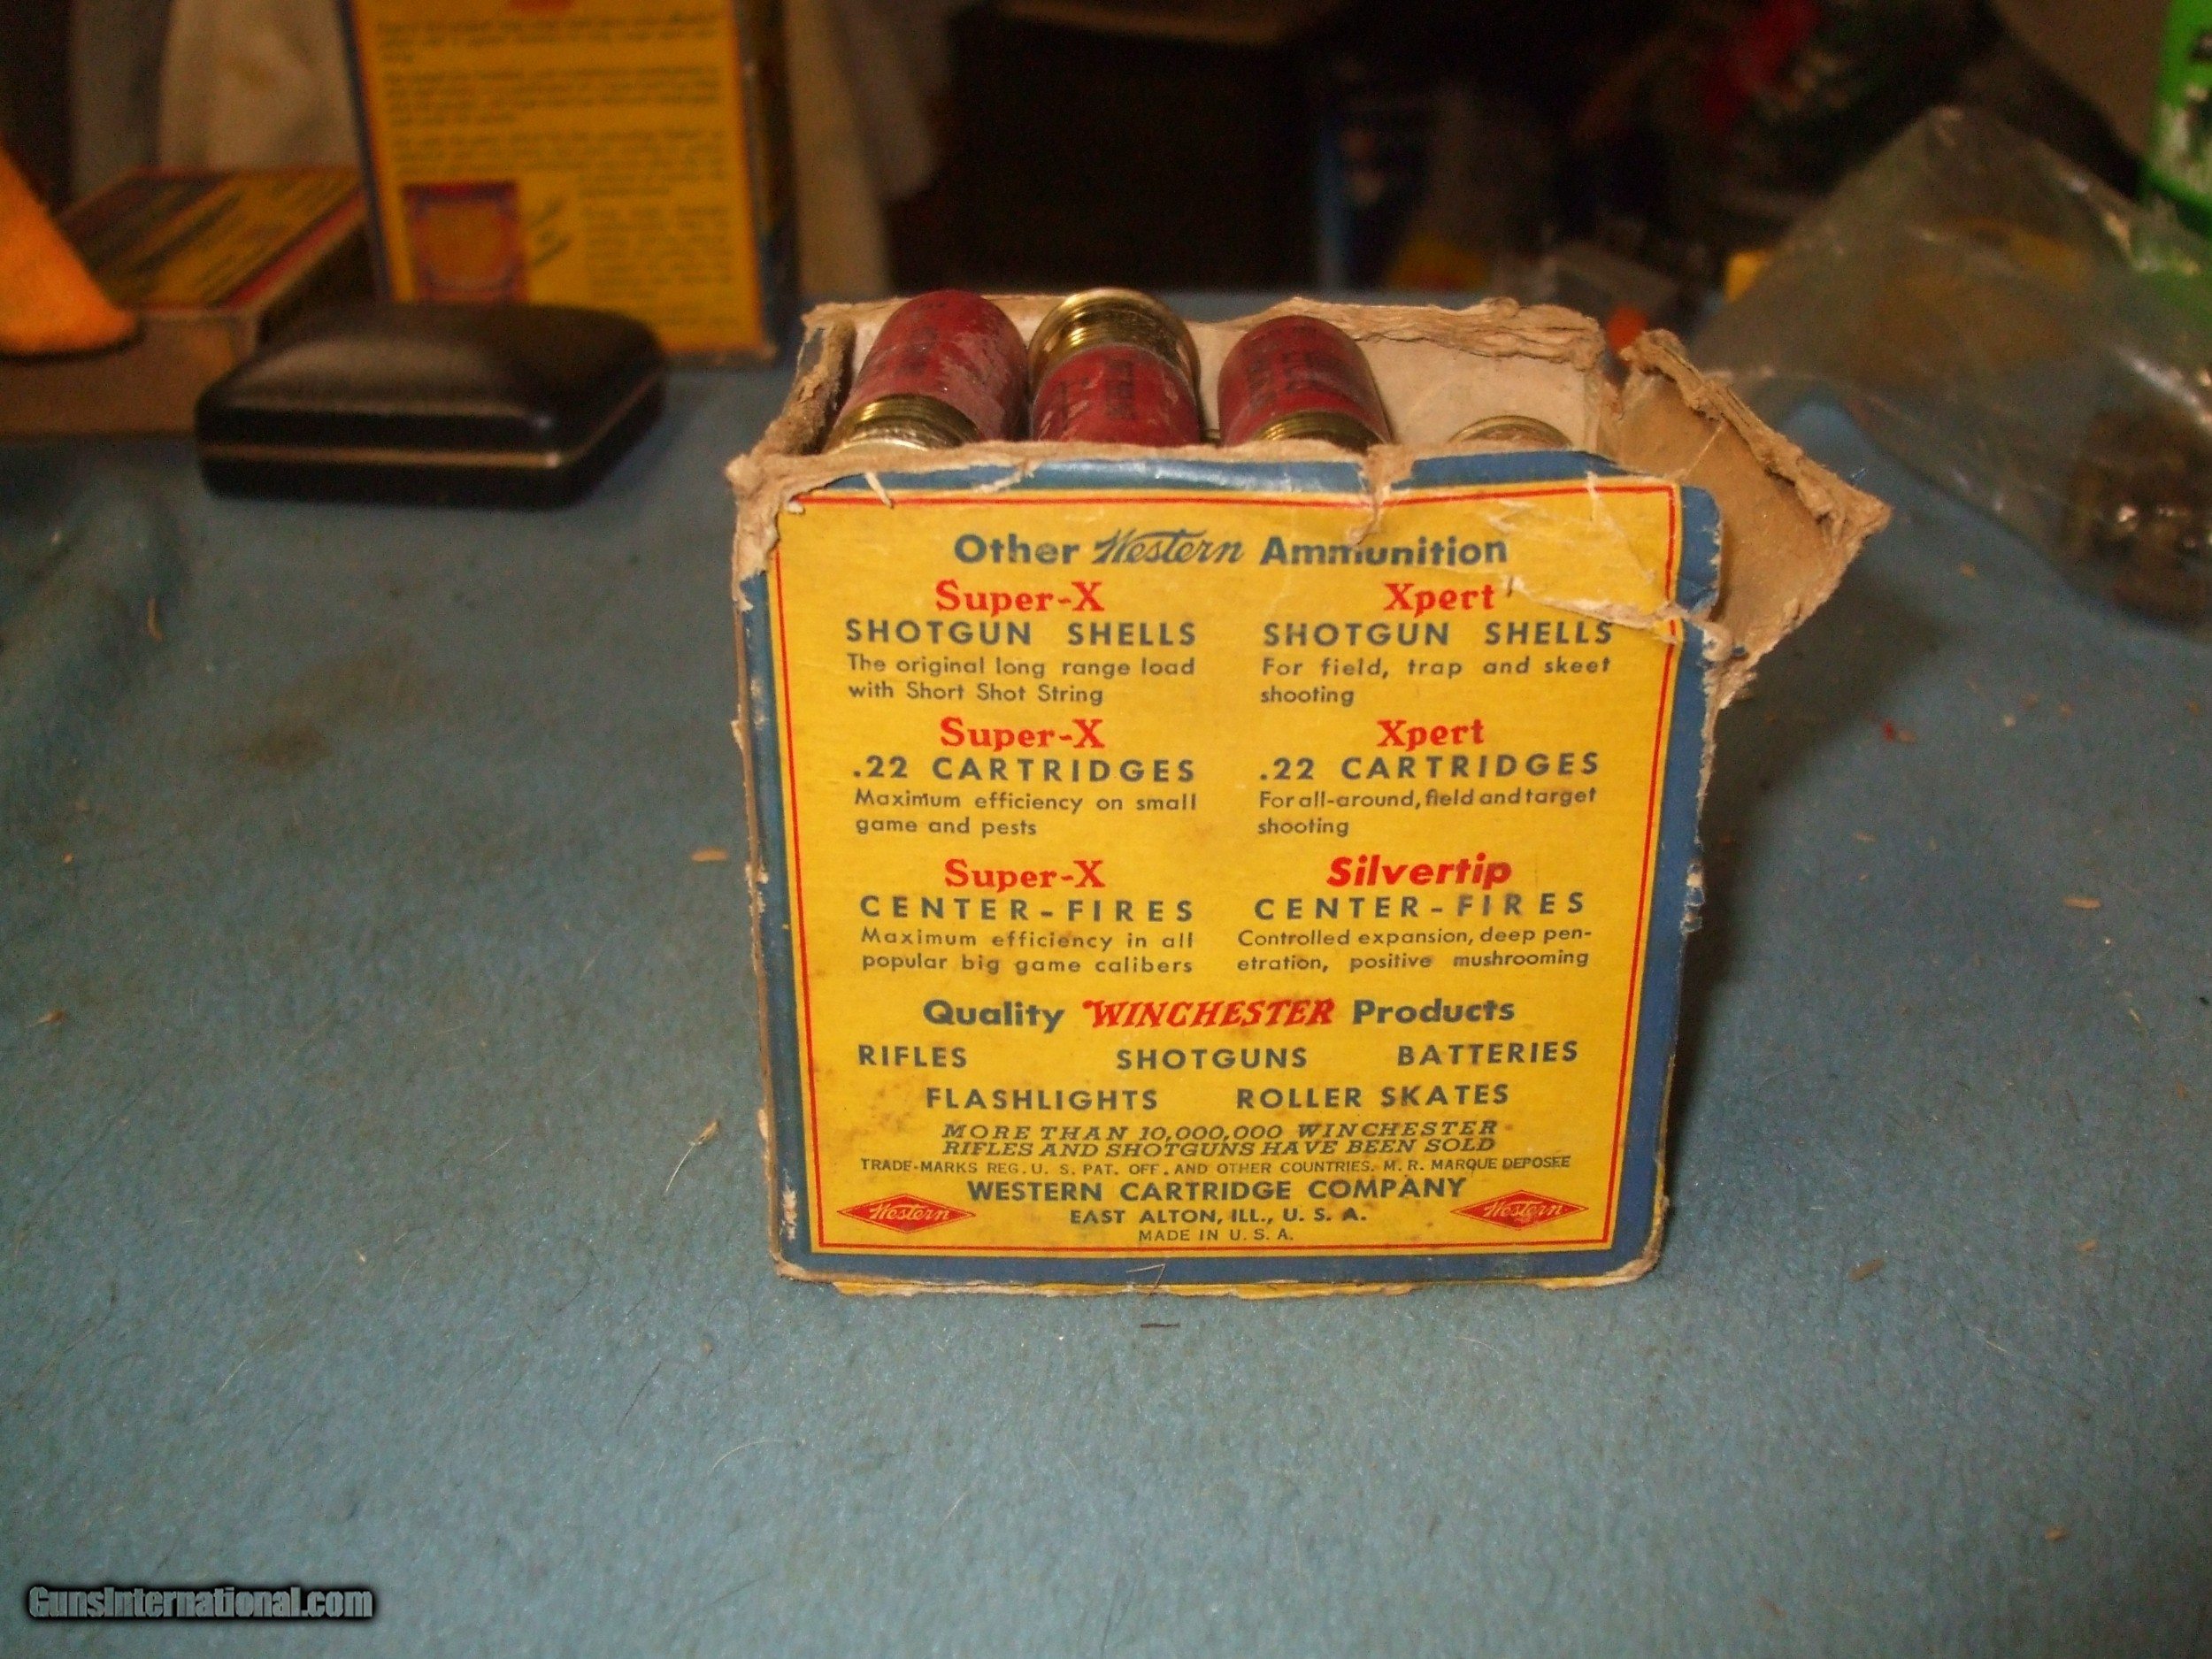 Other Western Ammunition
Super-X
SHOTGUN SHELLS
The original long range load
with Short Shot String
Xpert
SHOTGUN SHELLS
For field, trap and skeet
shooting
Super-X
.22 CARTRIDGES
Maximum efficiency on small
game and pests
Xpert
.22 CARTRIDGES
For all-around, field and target
shooting
Super-X
CENTER-FIRES
Maximum efficiency in all
popular big game calibers
Silvertip
CENTER-FIRES
Controlled expansion, deep pen-
etration, positive mushrooming
Quality WINCHESTER Products
RIFLES SHOTGUNS BATTERIES
FLASHLIGHTS ROLLER SKATES
MORE THAN 10,000,000 WINCHESTER
RIFLES AND SHOTGUNS HAVE BEEN SOLD
TRADE-MARKS REG. U. S. PAT. OFF. AND OTHER COUNTRIES. M. R. MARQUE DEPOSEE
WESTERN CARTRIDGE COMPANY
Western EAST ALTON, ILL., U. S. A. Western
MADE IN U. S. A.
GunsInternational.com